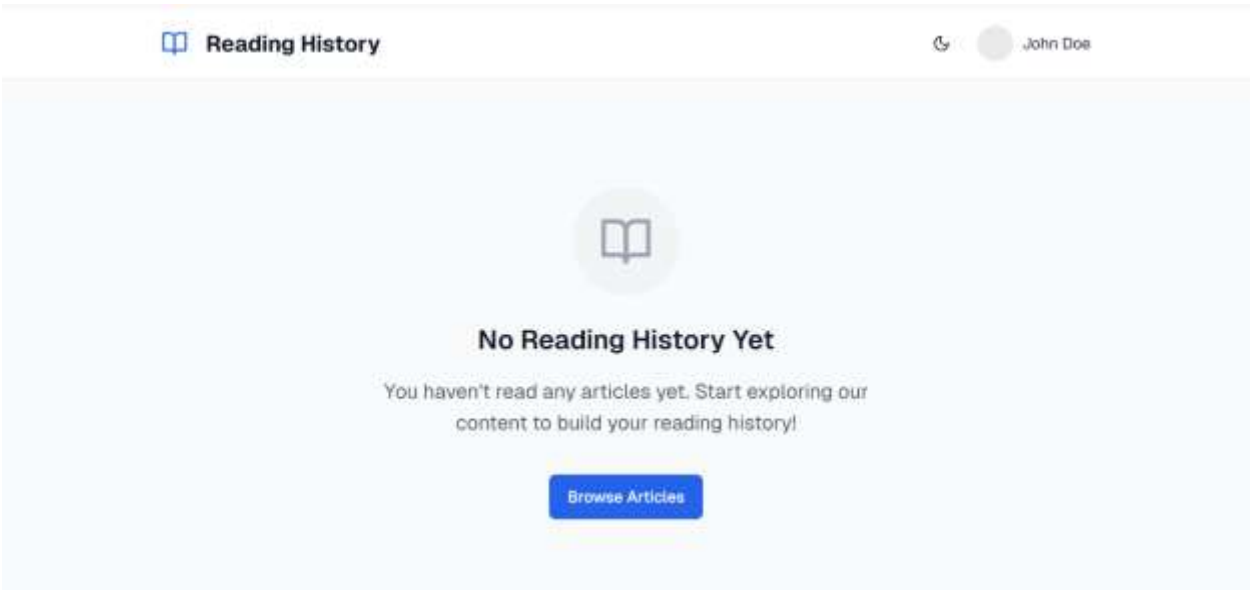 Reading History
John Doe
No Reading History Yet
You haven't read any articles yet. Start exploring our
content to build your reading history!
Browse Articles